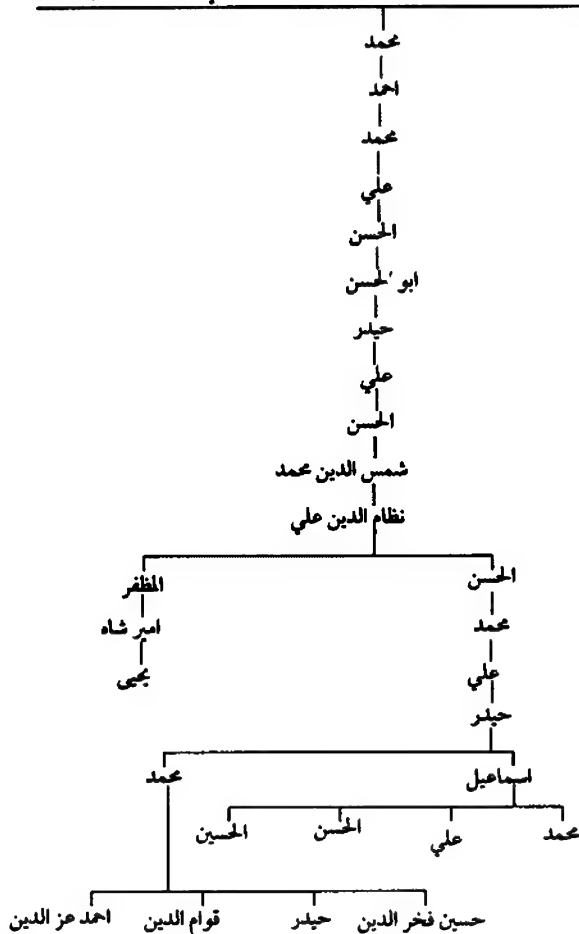 محمد
احمد
محمد
علي
الحسن
ابو الحسن
حيدر
علي
الحسن
شمس الدين محمد
نظام الدين علي
الحسن المظفر
محمد امير شاه
علي يحيى
حيدر
اسماعيل محمد
محمد علي الحسن الحسين
حسين فخر الدين حيدر قوام الدين احمد عز الدين